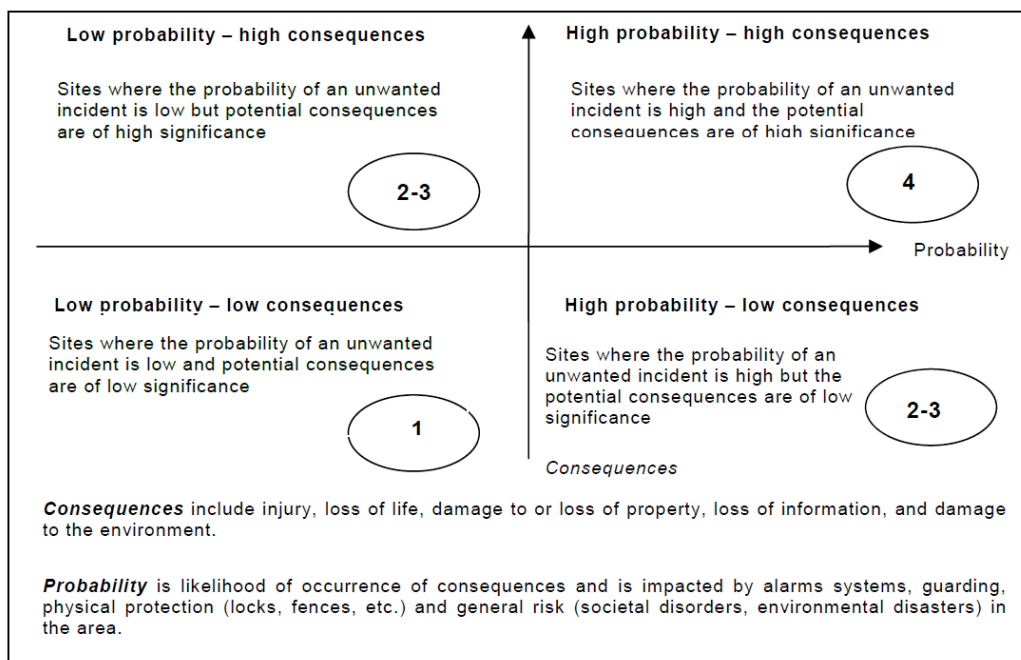 Low probability – high consequences
Sites where the probability of an unwanted
incident is low but potential consequences
are of high significance
2-3
High probability – high consequences
Sites where the probability of an unwanted
incident is high and the potential
consequences are of high significance
4
Probability
Low probability – low consequences
Sites where the probability of an unwanted
incident is low and potential consequences
are of low significance
1
High probability – low consequences
Sites where the probability of an
unwanted incident is high but the
potential consequences are of low
significance
2-3
Consequences
Consequences include injury, loss of life, damage to or loss of property, loss of information, and damage
to the environment.
Probability is likelihood of occurrence of consequences and is impacted by alarms systems, guarding,
physical protection (locks, fences, etc.) and general risk (societal disorders, environmental disasters) in
the area.